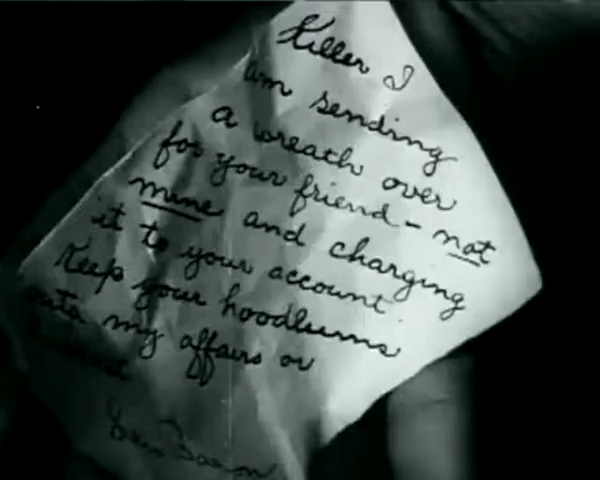 Killer I
am sending
a wreath over
for your friend - not
mine and charging
it to your account
Keep your hoodlums
outa my affairs or